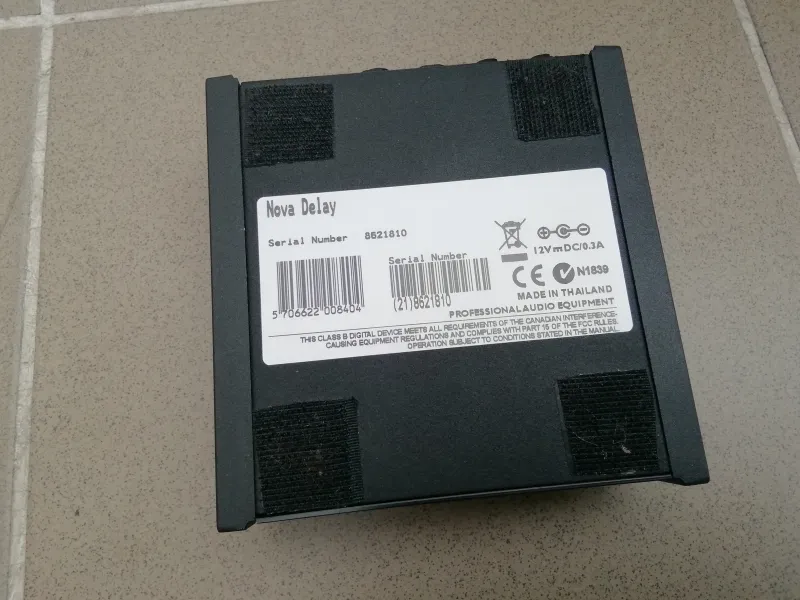 Nova Delay
Serial Number 8621810
Serial Number
5 706622 008404
(21)8621810
12V⎓DC/0.3A
CE N1839
MADE IN THAILAND
PROFESSIONAL AUDIO EQUIPMENT
THIS CLASS B DIGITAL DEVICE MEETS ALL REQUIREMENTS OF THE CANADIAN INTERFERENCE-
CAUSING EQUIPMENT REGULATIONS AND COMPLIES WITH PART 15 OF THE FCC RULES.
OPERATION SUBJECT TO CONDITIONS STATED IN THE MANUAL.